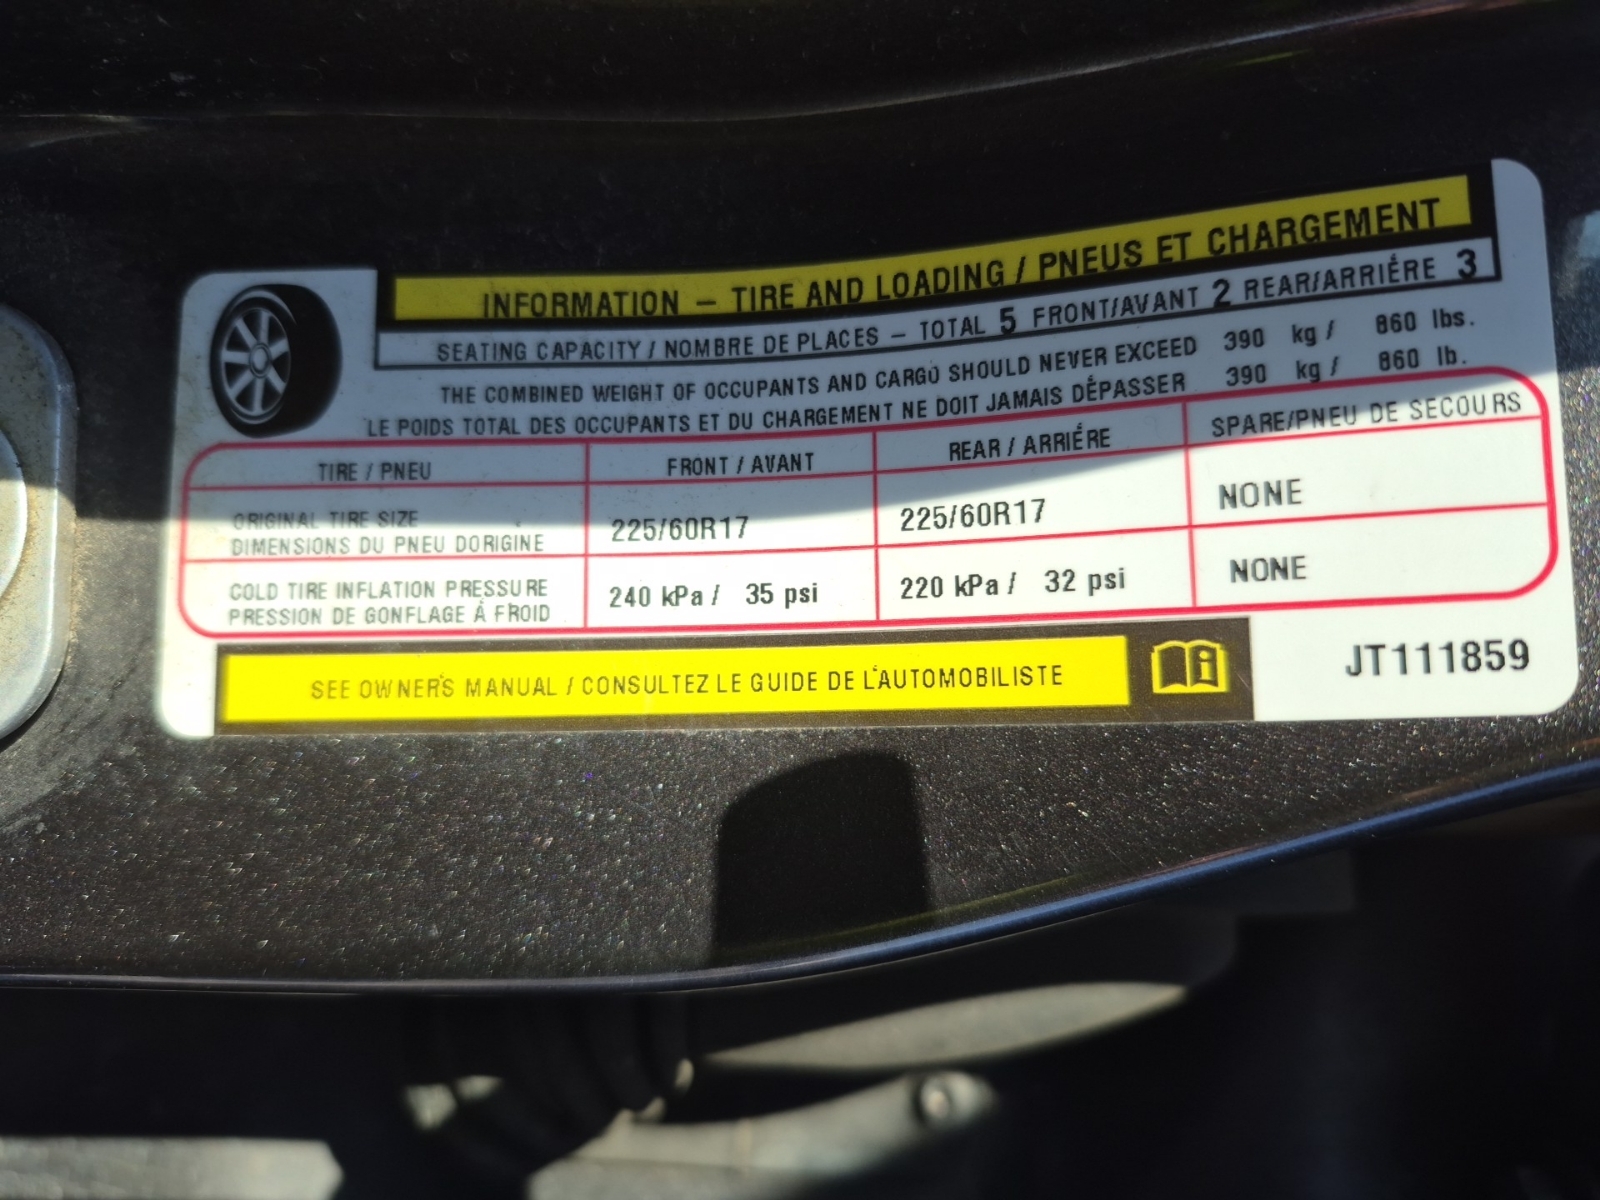 INFORMATION – TIRE AND LOADING / PNEUS ET CHARGEMENT
SEATING CAPACITY / NOMBRE DE PLACES – TOTAL 5 FRONT/AVANT 2 REAR/ARRIÉRE 3
THE COMBINED WEIGHT OF OCCUPANTS AND CARGO SHOULD NEVER EXCEED 390 kg / 860 lbs.
LE POIDS TOTAL DES OCCUPANTS ET DU CHARGEMENT NE DOIT JAMAIS DÉPASSER 390 kg / 860 lb.
TIRE / PNEU FRONT / AVANT REAR / ARRIÉRE SPARE/PNEU DE SECOURS
ORIGINAL TIRE SIZE
DIMENSIONS DU PNEU DORIGINE
225/60R17 225/60R17 NONE
COLD TIRE INFLATION PRESSURE
PRESSION DE GONFLAGE Á FROID
240 kPa / 35 psi 220 kPa / 32 psi NONE
SEE OWNER'S MANUAL / CONSULTEZ LE GUIDE DE L'AUTOMOBILISTE
JT111859